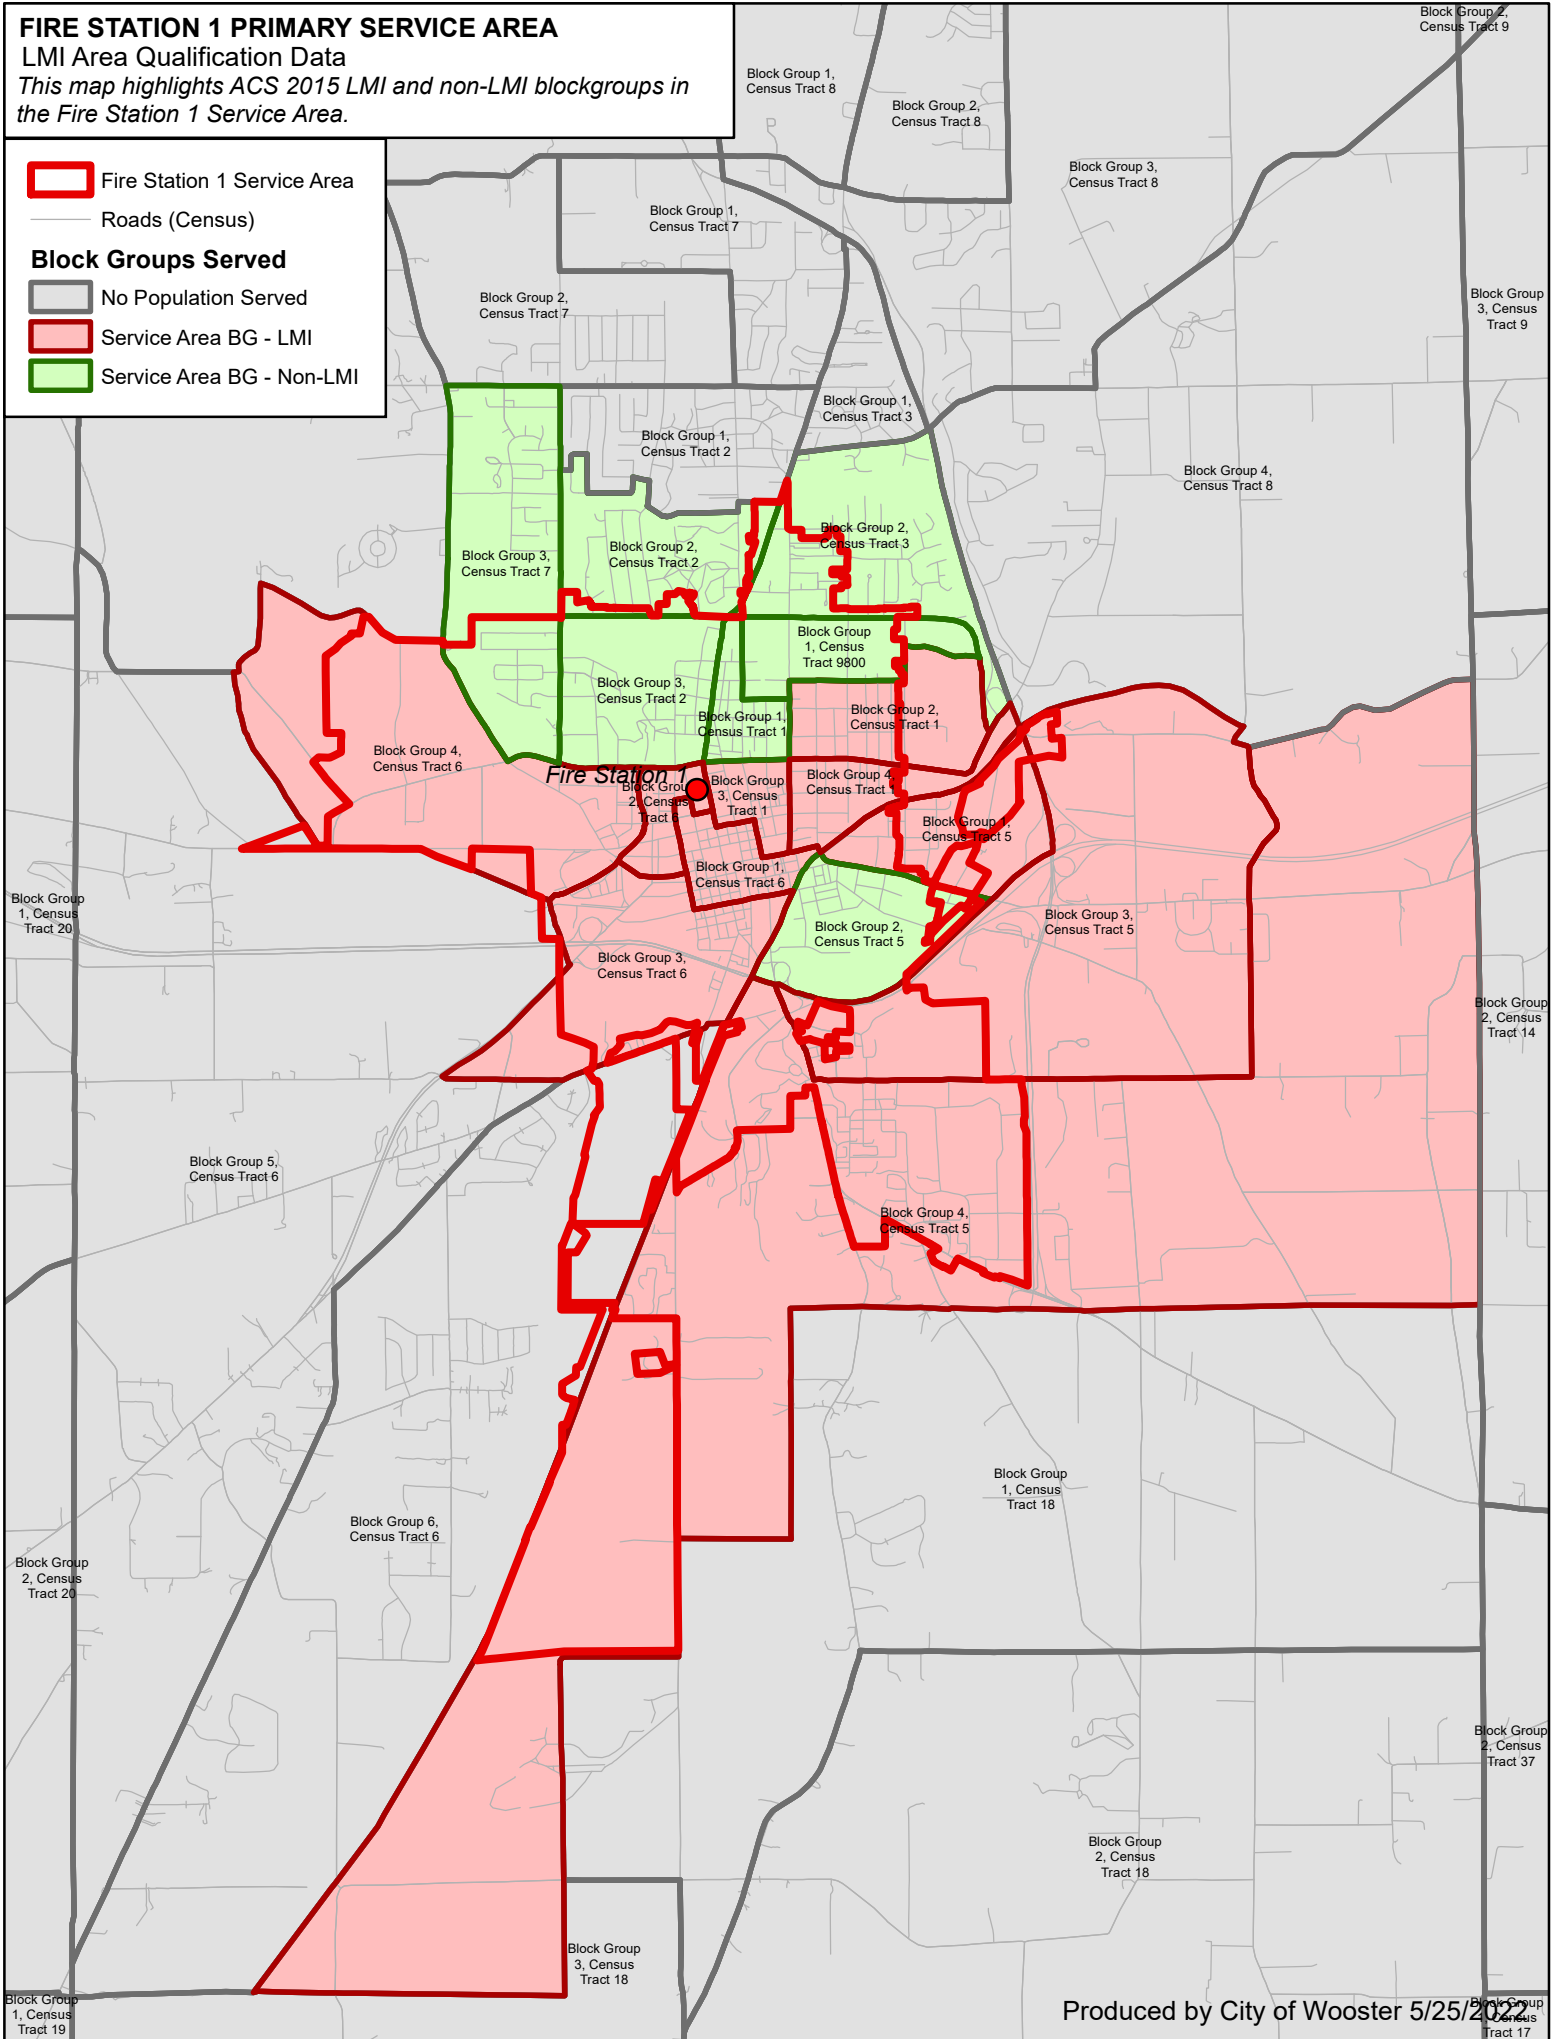 FIRE STATION 1 PRIMARY SERVICE AREA
LMI Area Qualification Data
This map highlights ACS 2015 LMI and non-LMI blockgroups in
the Fire Station 1 Service Area.
Fire Station 1 Service Area
Roads (Census)
Block Groups Served
No Population Served
Service Area BG - LMI
Service Area BG - Non-LMI
Block Group 2,
Census Tract 9
Block Group 1,
Census Tract 8
Block Group 2,
Census Tract 8
Block Group 3,
Census Tract 8
Block Group 1,
Census Tract 7
Block Group 2,
Census Tract 7
Block Group
3, Census
Tract 9
Block Group 1,
Census Tract 3
Block Group 1,
Census Tract 2
Block Group 4,
Census Tract 8
Block Group 2,
Census Tract 3
Block Group 2,
Census Tract 2
Block Group 3,
Census Tract 7
Block Group
1, Census
Tract 9800
Block Group 3,
Census Tract 2
Block Group 1,
Census Tract 1
Block Group 2,
Census Tract 1
Block Group 4,
Census Tract 6
Fire Station 1
Block Group
2, Census
Tract 6
Block Group
3, Census
Tract 1
Block Group 4,
Census Tract 1
Block Group 1,
Census Tract 5
Block Group 1,
Census Tract 6
Block Group
1, Census
Tract 20
Block Group 2,
Census Tract 5
Block Group 3,
Census Tract 5
Block Group 3,
Census Tract 6
Block Group
2, Census
Tract 14
Block Group 5,
Census Tract 6
Block Group 4,
Census Tract 5
Block Group
1, Census
Tract 18
Block Group 6,
Census Tract 6
Block Group
2, Census
Tract 20
Block Group
2, Census
Tract 37
Block Group
2, Census
Tract 18
Block Group
3, Census
Tract 18
Block Group
1, Census
Tract 19
Produced by City of Wooster 5/25/2022
Block Group
Census
Tract 17